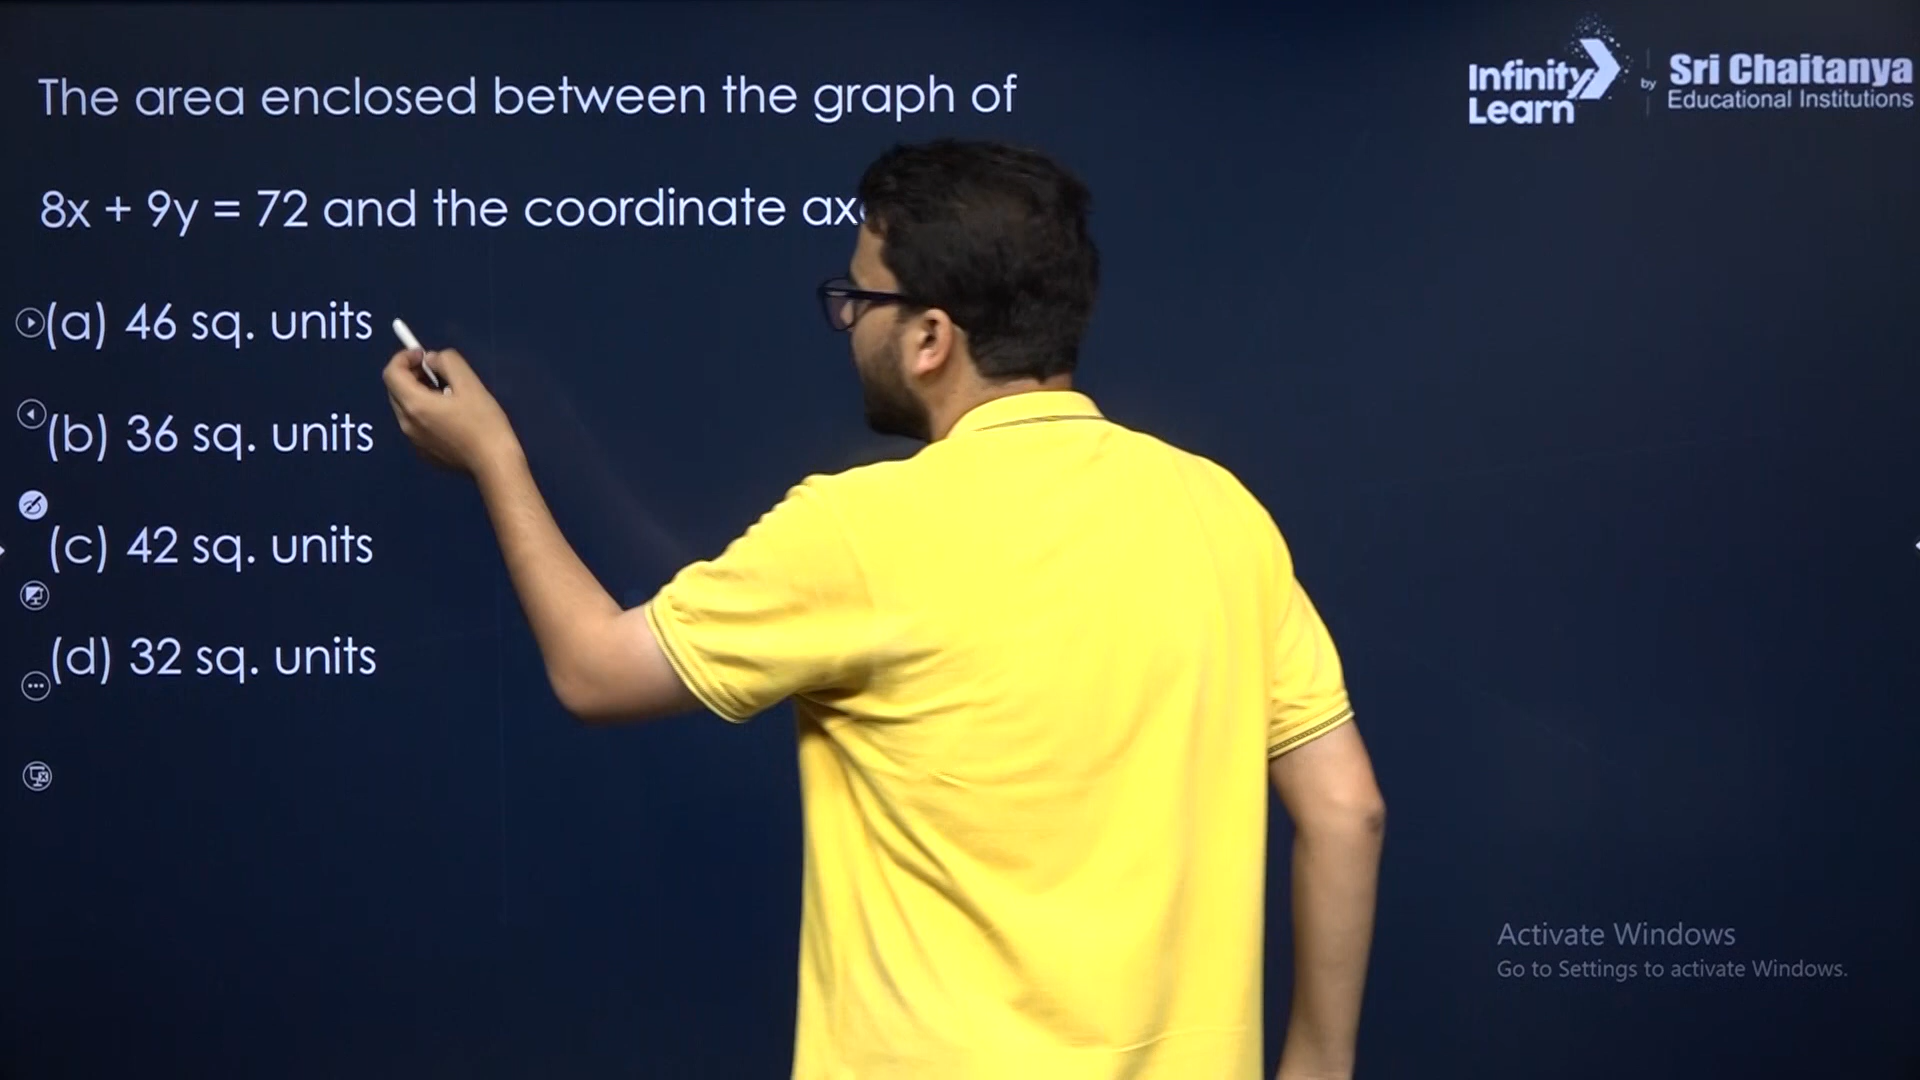 The area enclosed between the graph of
8x + 9y = 72 and the coordinate
(a) 46 sq. units
(b) 36 sq. units
(c) 42 sq. units
(d) 32 sq. units
Infinity Learn
by
Sri Chaitanya
Educational Institutions
Activate Windows
Go to Settings to activate Windows.